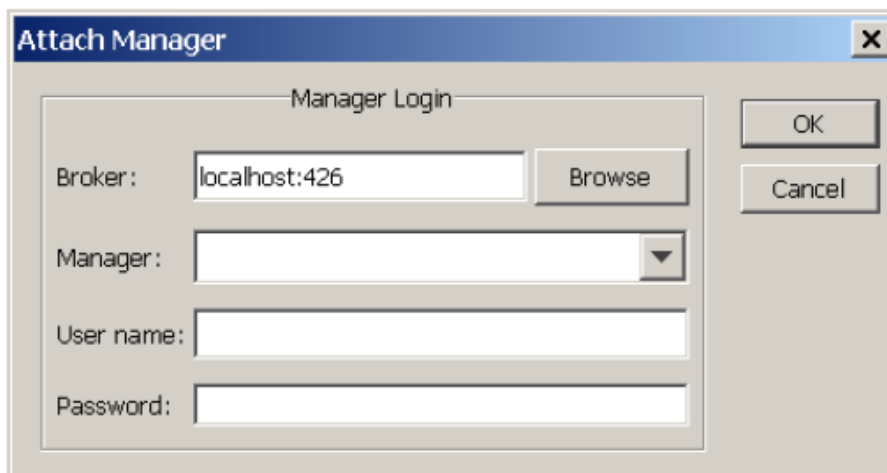 Attach Manager
Manager Login
OK
Broker: localhost:426 Browse
Cancel
Manager:
User name:
Password: